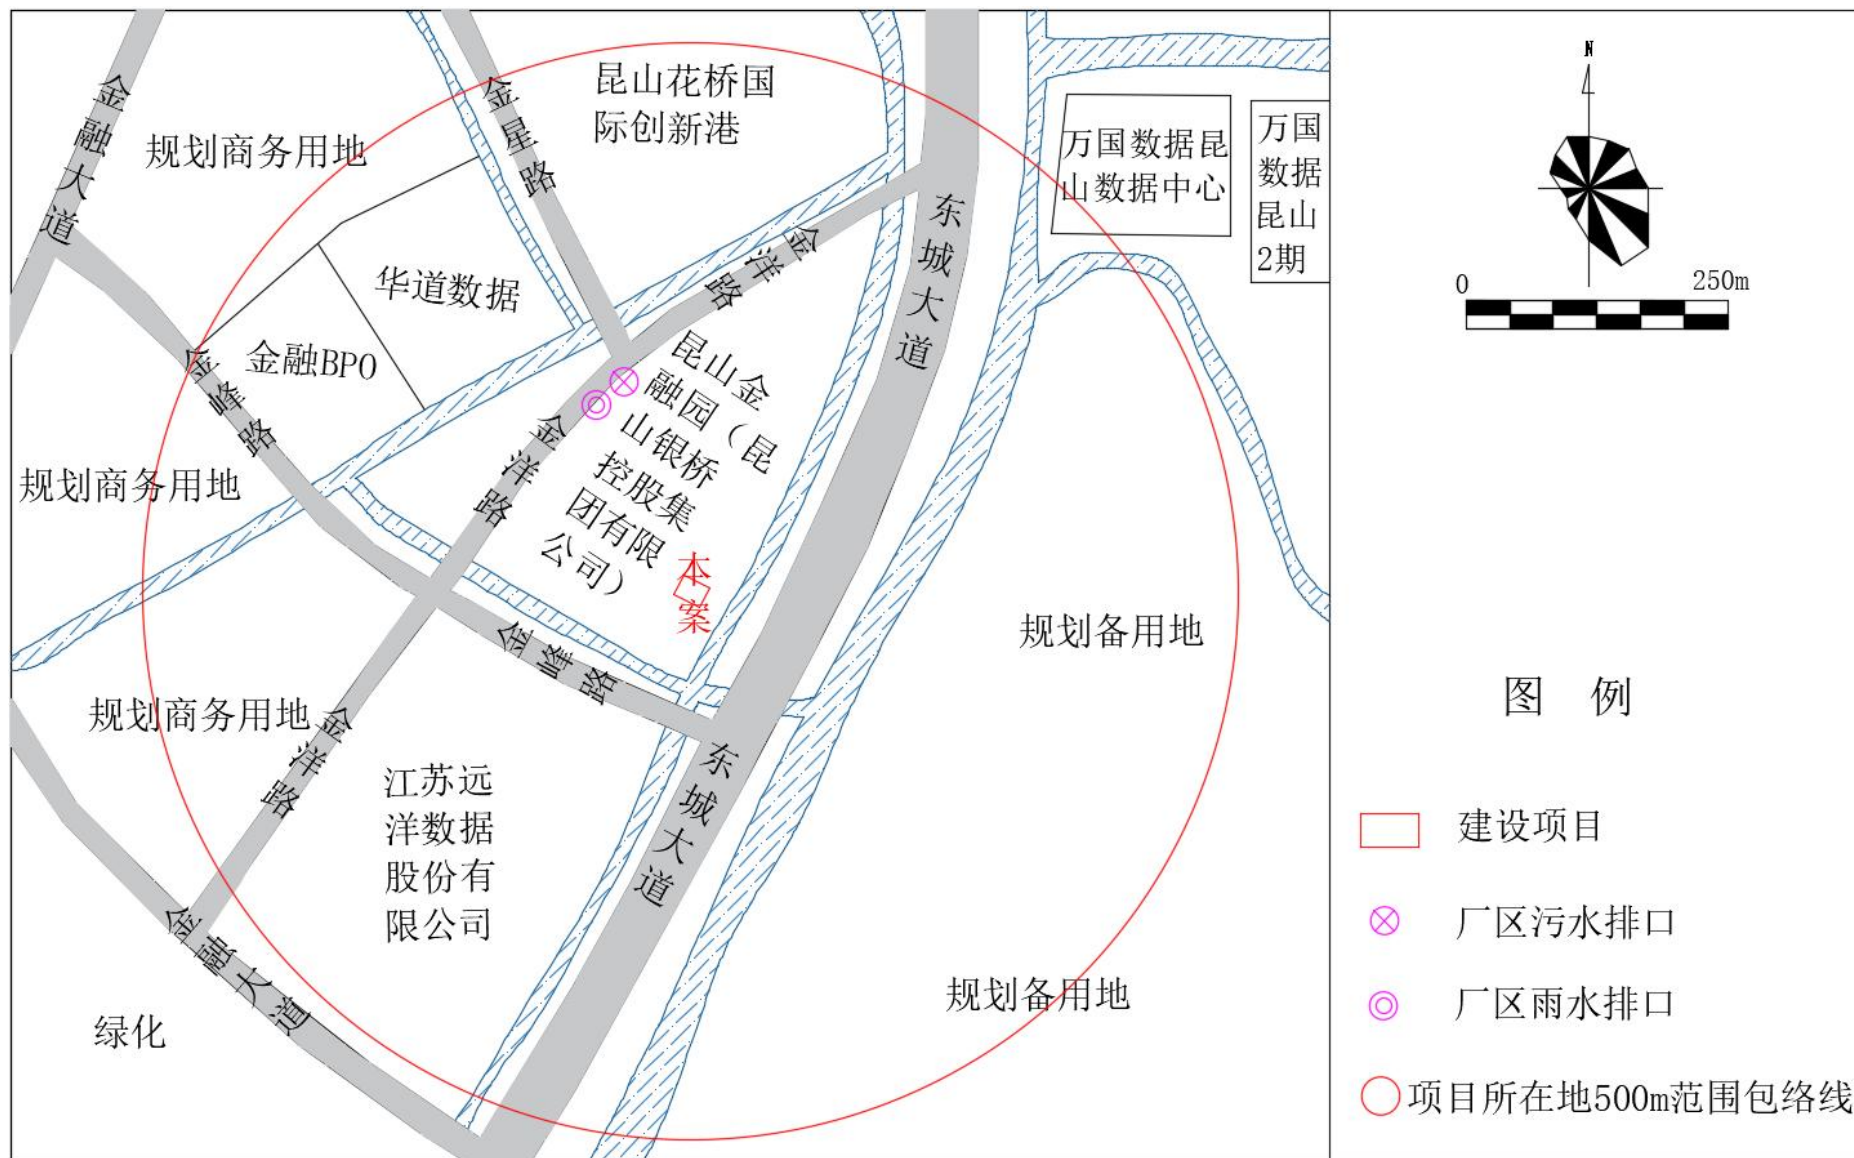 金融大道
规划商务用地
金星路
昆山花桥国
际创新港
东城大道
万国数据昆
山数据中心
万国
数据
昆山
2期
华道数据
金融BPO
金洋路
金峰路
规划商务用地
金洋路
昆山金
融园（昆
山银桥
控股集
团有限
公司）
本案
金峰路
规划备用地
规划商务用地
金洋路
江苏远
洋数据
股份有
限公司
东城大道
金融大道
绿化
规划备用地
N
0 250m
图 例
建设项目
厂区污水排口
厂区雨水排口
项目所在地500m范围包络线